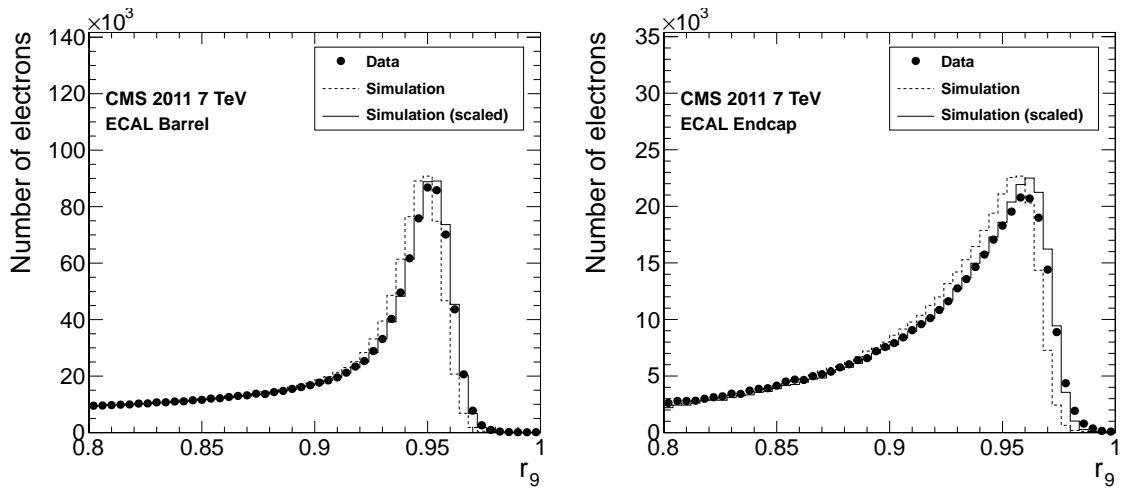 ×10³
140
120
100
80
60
40
20
0
Number of electrons
CMS 2011 7 TeV
ECAL Barrel
Data
Simulation
Simulation (scaled)
0.8 0.85 0.9 0.95 1
r₉
×10³
35
30
25
20
15
10
5
0
Number of electrons
CMS 2011 7 TeV
ECAL Endcap
Data
Simulation
Simulation (scaled)
0.8 0.85 0.9 0.95 1
r₉